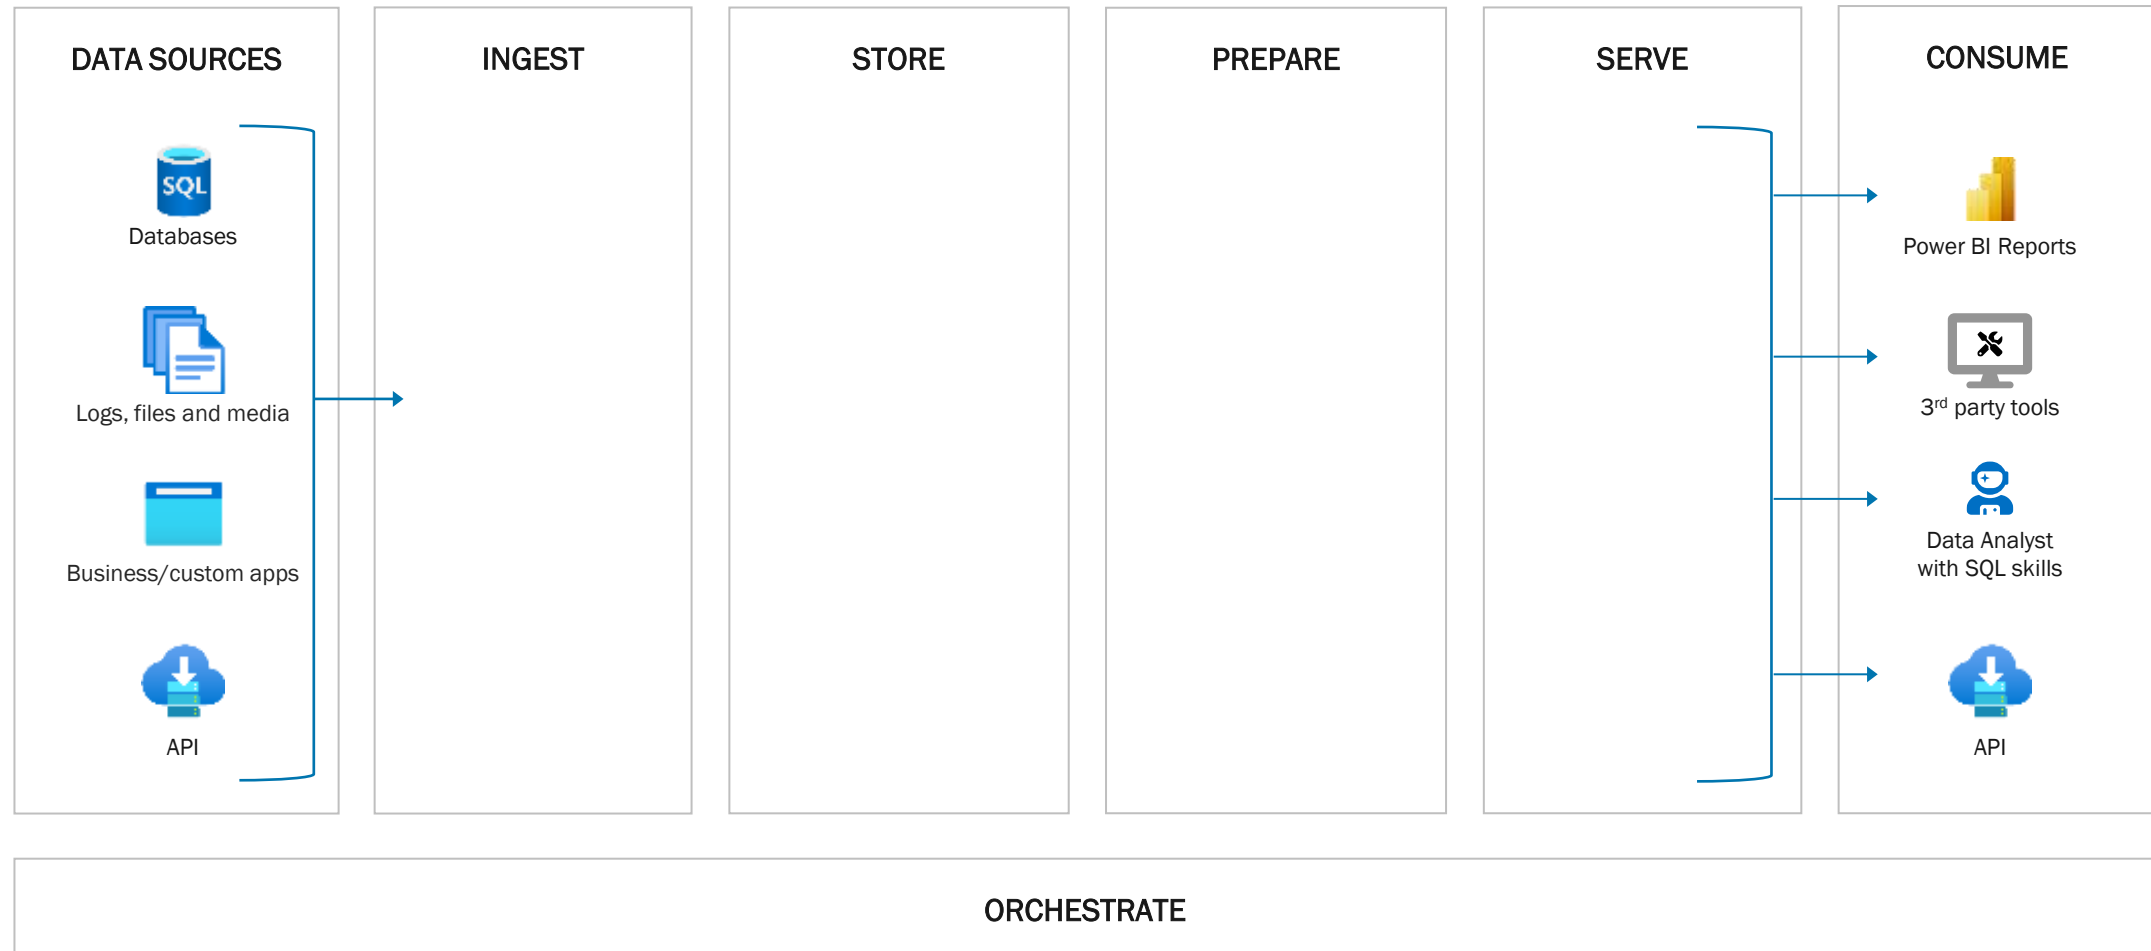 DATA SOURCES
INGEST
STORE
PREPARE
SERVE
CONSUME
SQL
Databases
Logs, files and media
Business/custom apps
API
Power BI Reports
3rd party tools
Data Analyst
with SQL skills
API
ORCHESTRATE